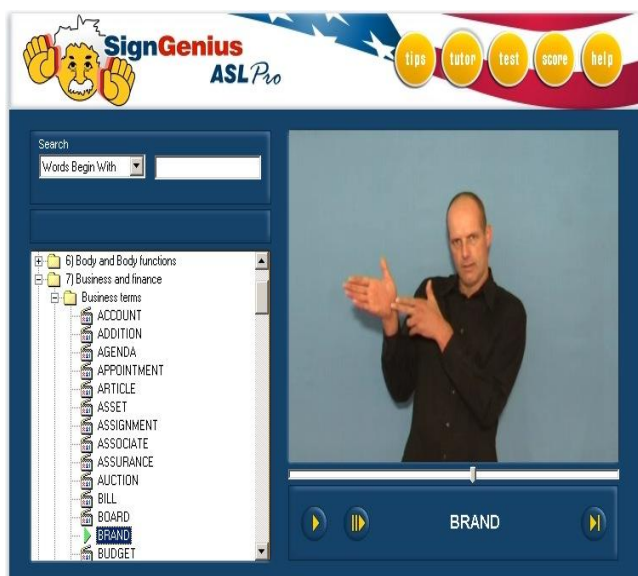 SignGenius
ASL Pro
tips
tutor
test
score
help
Search
Words Begin With
6) Body and Body functions
7) Business and finance
Business terms
ACCOUNT
ADDITION
AGENDA
APPOINTMENT
ARTICLE
ASSET
ASSIGNMENT
ASSOCIATE
ASSURANCE
AUCTION
BILL
BOARD
BRAND
BUDGET
BRAND